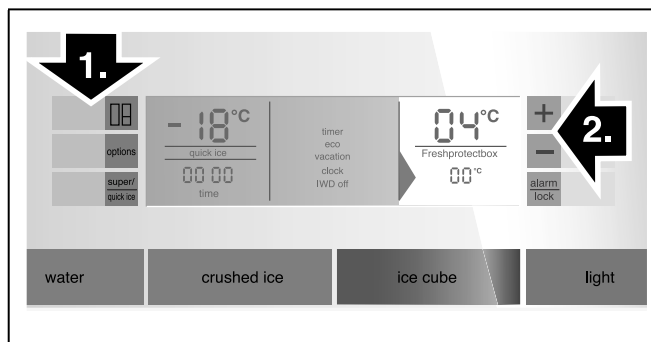 1.
options
super/
quick ice
- 18°C
quick ice
00 00
time
timer
eco
vacation
clock
IWD off
04°C
Freshprotectbox
00°C
+
-
alarm
lock
2.
water
crushed ice
ice cube
light